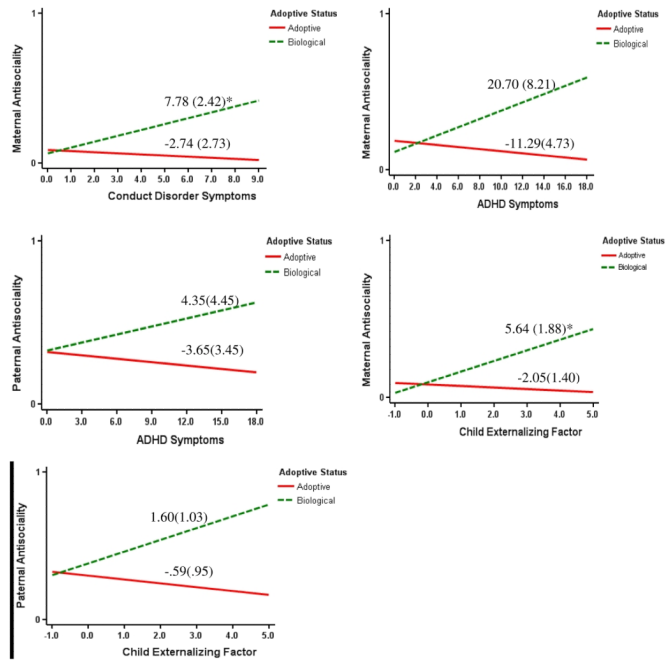 1
Maternal Antisociality
0
7.78 (2.42)*
-2.74 (2.73)
0.0 1.0 2.0 3.0 4.0 5.0 6.0 7.0 8.0 9.0
Conduct Disorder Symptoms
Adoptive Status
Adoptive
Biological
1
Maternal Antisociality
0
20.70 (8.21)
-11.29(4.73)
0.0 2.0 4.0 6.0 8.0 10.0 12.0 14.0 16.0 18.0
ADHD Symptoms
Adoptive Status
Adoptive
Biological
1
Paternal Antisociality
0
4.35(4.45)
-3.65(3.45)
0.0 3.0 6.0 9.0 12.0 15.0 18.0
ADHD Symptoms
Adoptive Status
Adoptive
Biological
1
Maternal Antisociality
0
5.64 (1.88)*
-2.05(1.40)
-1.0 0.0 1.0 2.0 3.0 4.0 5.0
Child Externalizing Factor
Adoptive Status
Adoptive
Biological
1
Paternal Antisociality
0
1.60(1.03)
-.59(.95)
-1.0 0.0 1.0 2.0 3.0 4.0 5.0
Child Externalizing Factor
Adoptive Status
Adoptive
Biological